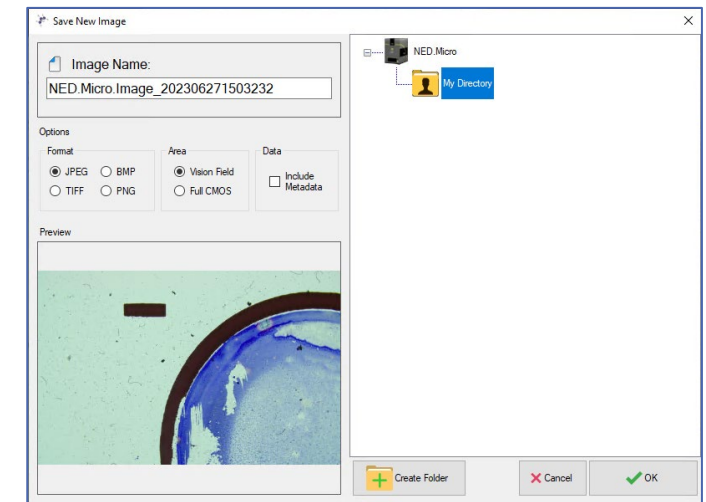 Save New Image
Image Name:
NED.Micro.Image_202306271503232
Options
Format
JPEG BMP
TIFF PNG
Area
Vision Field
Full CMOS
Data
Include
Metadata
Preview
NED.Micro
My Directory
Create Folder
Cancel
OK